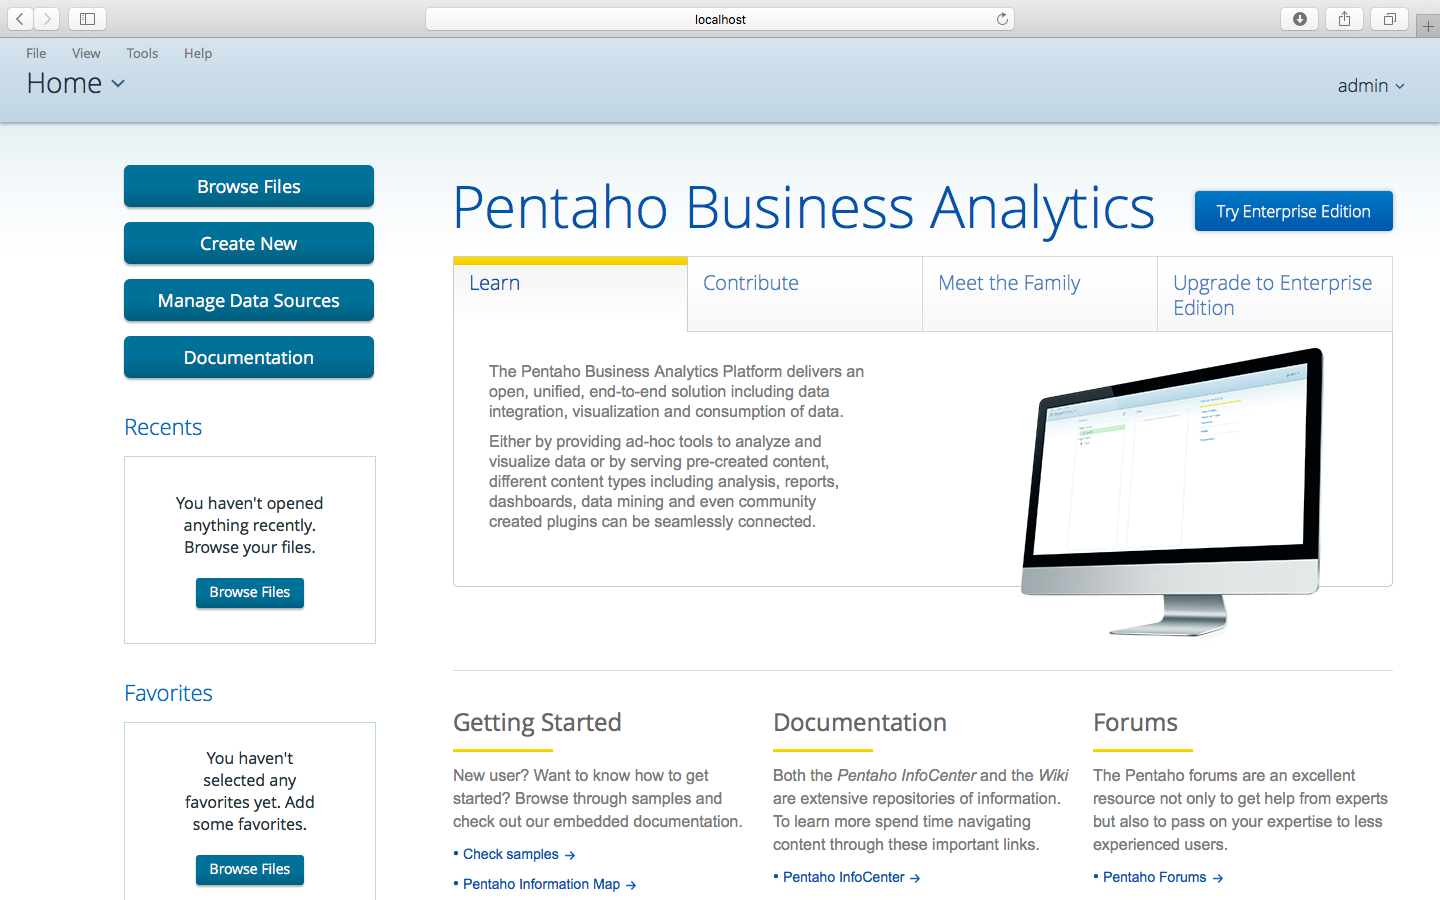 localhost
File View Tools Help
Home
admin
Browse Files
Create New
Manage Data Sources
Documentation
Recents
You haven't opened
anything recently.
Browse your files.
Browse Files
Favorites
You haven't
selected any
favorites yet. Add
some favorites.
Browse Files
Pentaho Business Analytics
Try Enterprise Edition
Learn
Contribute
Meet the Family
Upgrade to Enterprise
Edition
The Pentaho Business Analytics Platform delivers an
open, unified, end-to-end solution including data
integration, visualization and consumption of data.
Either by providing ad-hoc tools to analyze and
visualize data or by serving pre-created content,
different content types including analysis, reports,
dashboards, data mining and even community
created plugins can be seamlessly connected.
Getting Started
New user? Want to know how to get
started? Browse through samples and
check out our embedded documentation.
• Check samples →
• Pentaho Information Map →
Documentation
Both the Pentaho InfoCenter and the Wiki
are extensive repositories of information.
To learn more spend time navigating
content through these important links.
• Pentaho InfoCenter →
Forums
The Pentaho forums are an excellent
resource not only to get help from experts
but also to pass on your expertise to less
experienced users.
• Pentaho Forums →